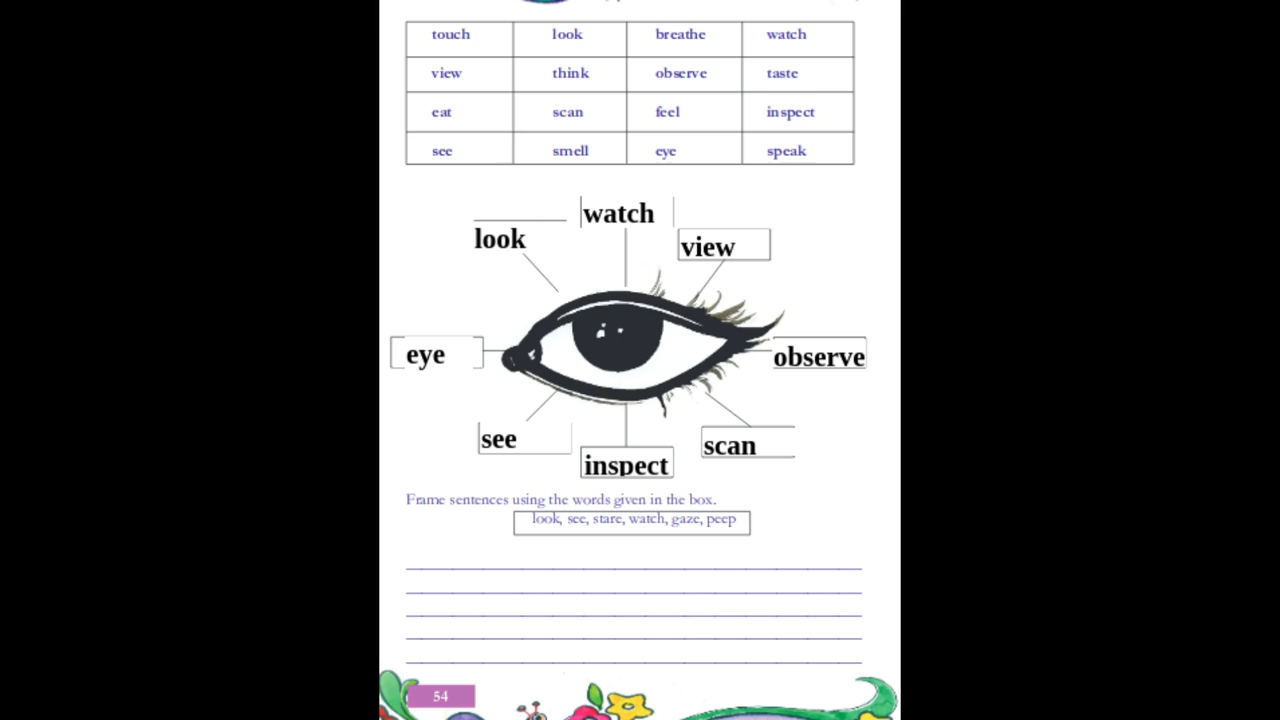 touch look breathe watch
view think observe taste
eat scan feel inspect
see smell eye speak
watch
look
view
eye
observe
see
scan
inspect
Frame sentences using the words given in the box.
look, see, stare, watch, gaze, peep
54